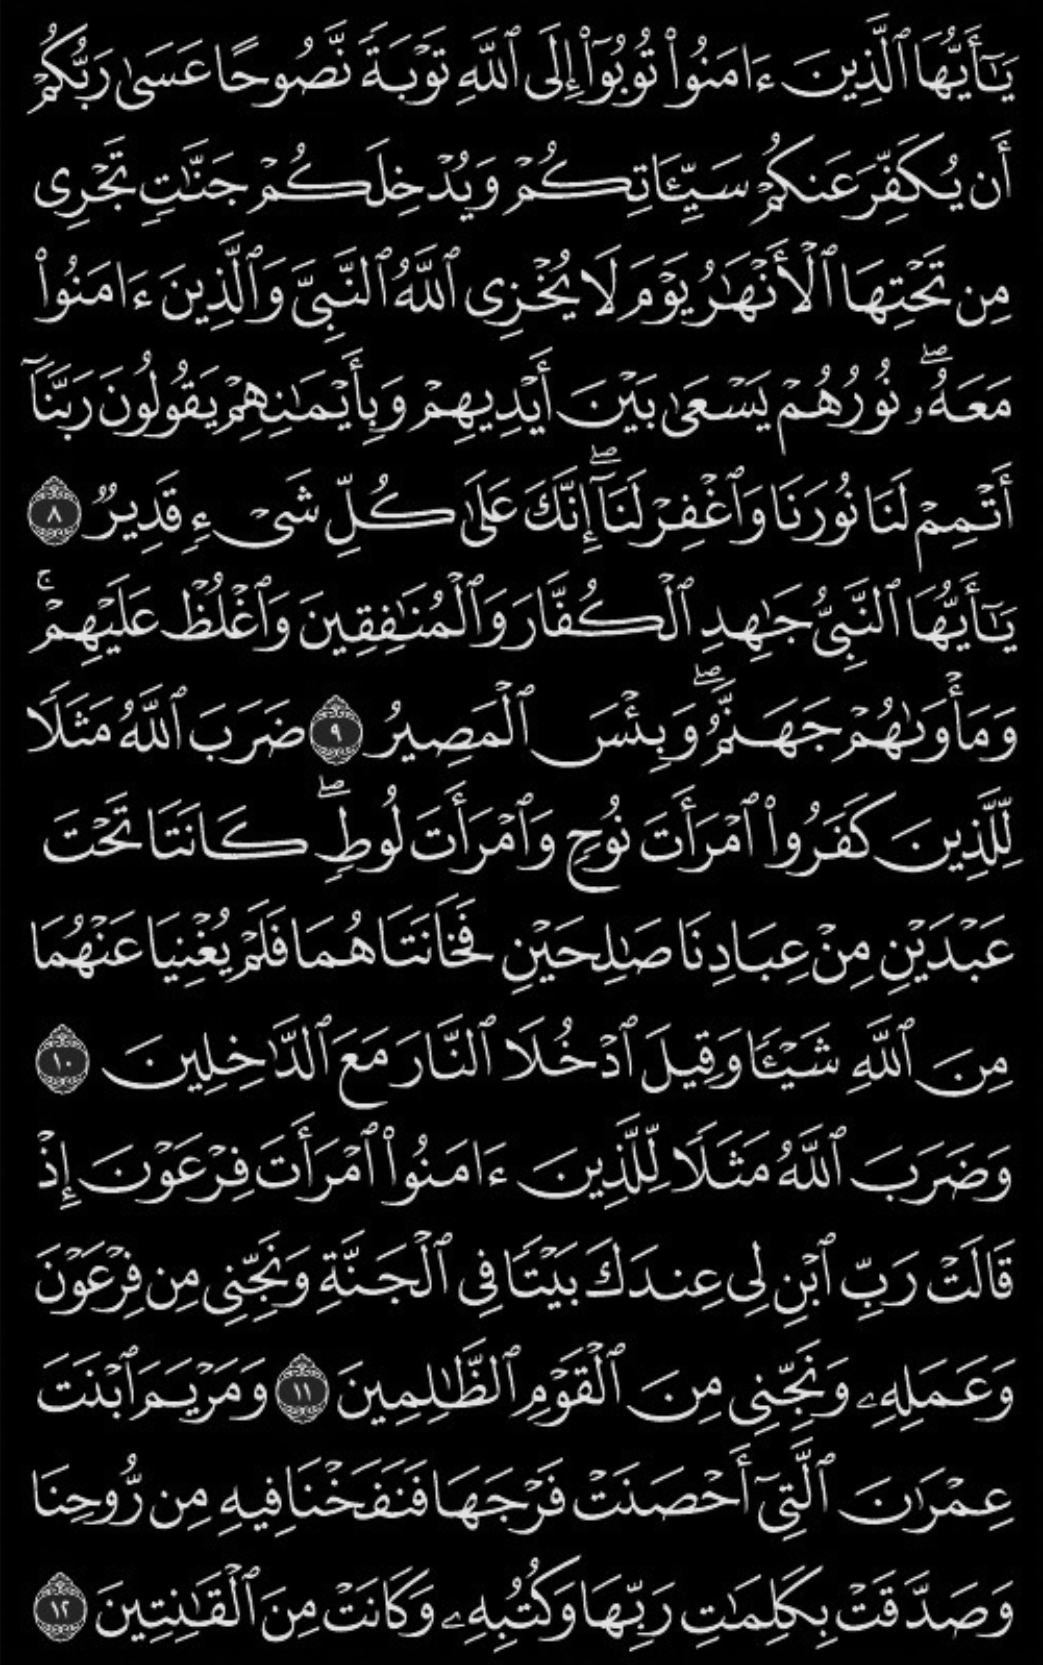 يَـٰٓأَيُّهَا ٱلَّذِينَ ءَامَنُوا۟ تُوبُوٓا۟ إِلَى ٱللَّهِ تَوْبَةً نَّصُوحًا عَسَىٰ رَبُّكُمْ
أَن يُكَفِّرَ عَنكُمْ سَيِّـَٔاتِكُمْ وَيُدْخِلَكُمْ جَنَّـٰتٍ تَجْرِى
مِن تَحْتِهَا ٱلْأَنْهَـٰرُ يَوْمَ لَا يُخْزِى ٱللَّهُ ٱلنَّبِىَّ وَٱلَّذِينَ ءَامَنُوا۟
مَعَهُۥ ۖ نُورُهُمْ يَسْعَىٰ بَيْنَ أَيْدِيهِمْ وَبِأَيْمَـٰنِهِمْ يَقُولُونَ رَبَّنَآ
أَتْمِمْ لَنَا نُورَنَا وَٱغْفِرْ لَنَآ ۖ إِنَّكَ عَلَىٰ كُلِّ شَىْءٍ قَدِيرٌ ٨
يَـٰٓأَيُّهَا ٱلنَّبِىُّ جَـٰهِدِ ٱلْكُفَّارَ وَٱلْمُنَـٰفِقِينَ وَٱغْلُظْ عَلَيْهِمْ ۚ
وَمَأْوَىٰهُمْ جَهَنَّمُ ۖ وَبِئْسَ ٱلْمَصِيرُ ٩ ضَرَبَ ٱللَّهُ مَثَلًا
لِّلَّذِينَ كَفَرُوا۟ ٱمْرَأَتَ نُوحٍ وَٱمْرَأَتَ لُوطٍ ۖ كَانَتَا تَحْتَ
عَبْدَيْنِ مِنْ عِبَادِنَا صَـٰلِحَيْنِ فَخَانَتَاهُمَا فَلَمْ يُغْنِيَا عَنْهُمَا
مِنَ ٱللَّهِ شَيْـًٔا وَقِيلَ ٱدْخُلَا ٱلنَّارَ مَعَ ٱلدَّٰخِلِينَ ١٠
وَضَرَبَ ٱللَّهُ مَثَلًا لِّلَّذِينَ ءَامَنُوا۟ ٱمْرَأَتَ فِرْعَوْنَ إِذْ
قَالَتْ رَبِّ ٱبْنِ لِى عِندَكَ بَيْتًا فِى ٱلْجَنَّةِ وَنَجِّنِى مِن فِرْعَوْنَ
وَعَمَلِهِۦ وَنَجِّنِى مِنَ ٱلْقَوْمِ ٱلظَّـٰلِمِينَ ١١ وَمَرْيَمَ ٱبْنَتَ
عِمْرَٰنَ ٱلَّتِىٓ أَحْصَنَتْ فَرْجَهَا فَنَفَخْنَا فِيهِ مِن رُّوحِنَا
وَصَدَّقَتْ بِكَلِمَـٰتِ رَبِّهَا وَكُتُبِهِۦ وَكَانَتْ مِنَ ٱلْقَـٰنِتِينَ ١٢